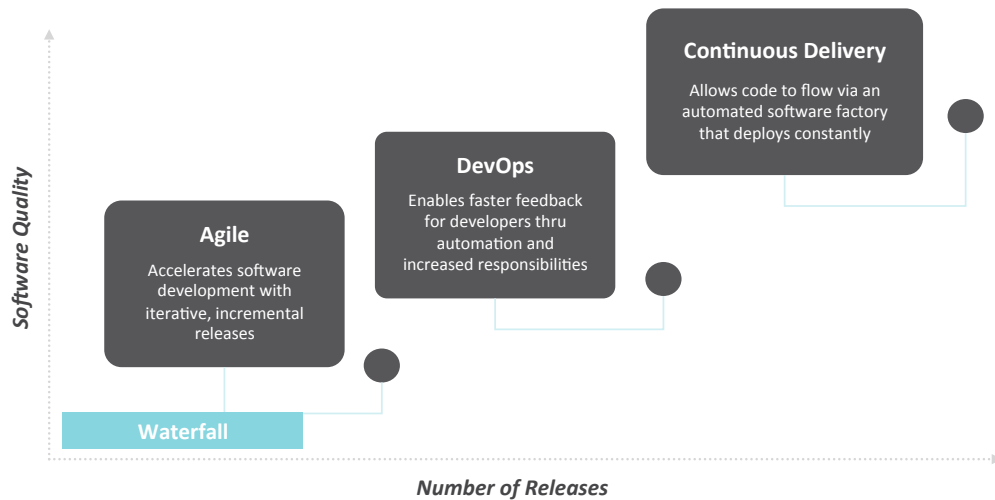 Continuous Delivery
Allows code to flow via an
automated software factory
that deploys constantly
DevOps
Enables faster feedback
for developers thru
automation and
increased responsibilities
Agile
Accelerates software
development with
iterative, incremental
releases
Waterfall
Software Quality
Number of Releases